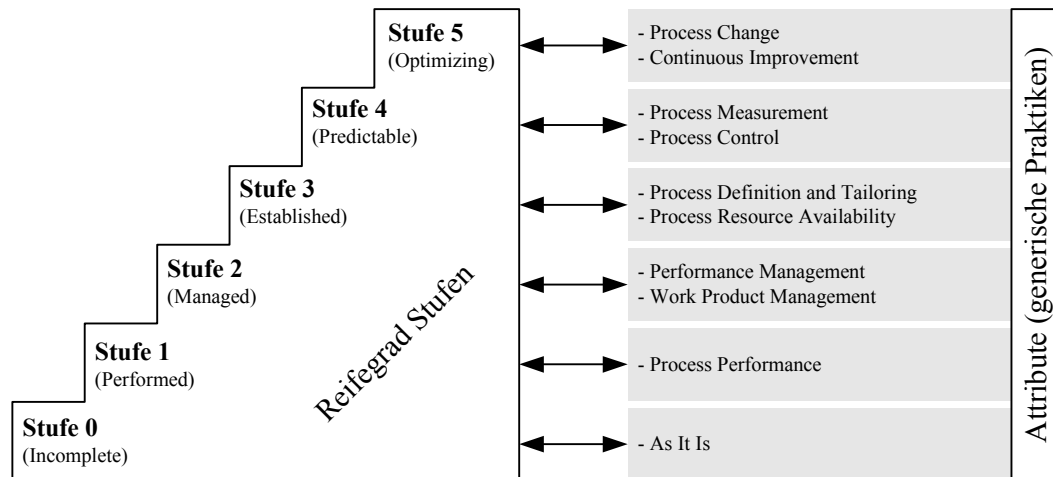 Stufe 5
(Optimizing)
- Process Change
- Continuous Improvement
Stufe 4
(Predictable)
- Process Measurement
- Process Control
Stufe 3
(Established)
- Process Definition and Tailoring
- Process Resource Availability
Stufe 2
(Managed)
- Performance Management
- Work Product Management
Stufe 1
(Performed)
- Process Performance
Stufe 0
(Incomplete)
- As It Is
Reifegrad Stufen
Attribute (generische Praktiken)